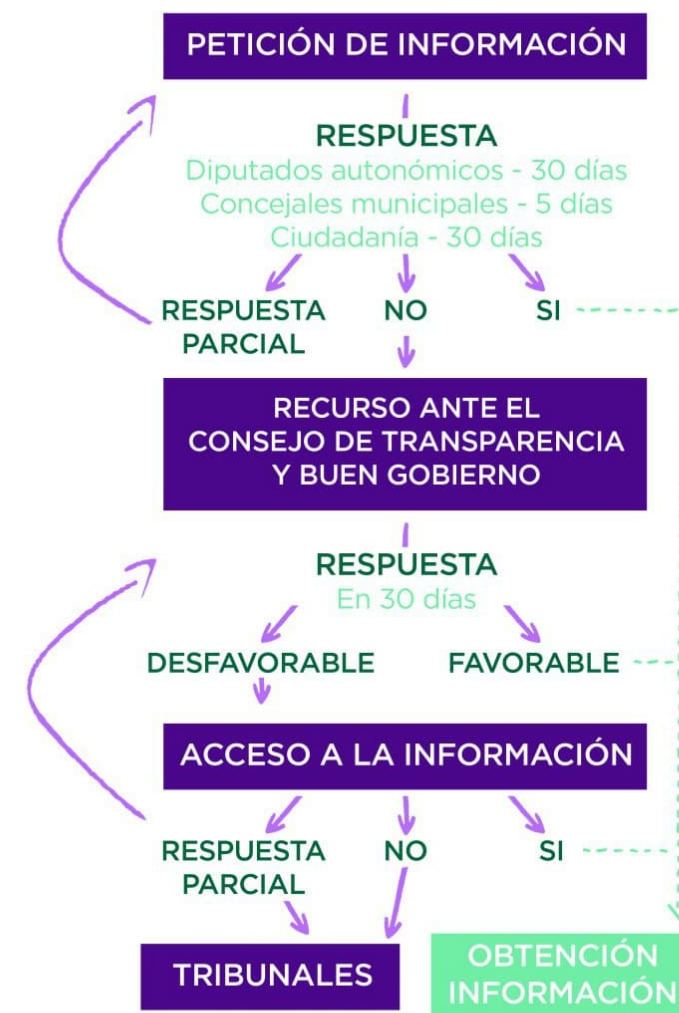 PETICIÓN DE INFORMACIÓN
RESPUESTA
Diputados autonómicos - 30 días
Concejales municipales - 5 días
Ciudadanía - 30 días
RESPUESTA PARCIAL
NO
SI
RECURSO ANTE EL
CONSEJO DE TRANSPARENCIA
Y BUEN GOBIERNO
RESPUESTA
En 30 días
DESFAVORABLE
FAVORABLE
ACCESO A LA INFORMACIÓN
RESPUESTA PARCIAL
NO
SI
TRIBUNALES
OBTENCIÓN
INFORMACIÓN